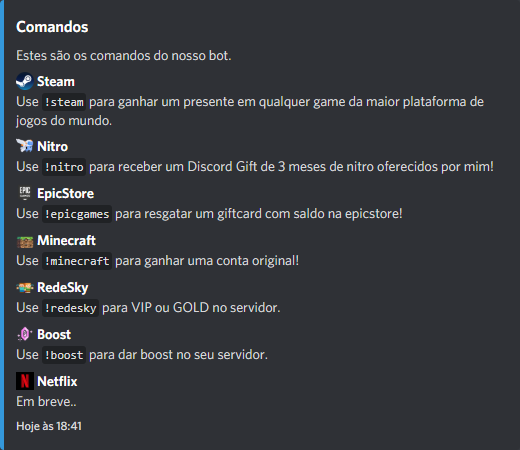 Comandos
Estes são os comandos do nosso bot.
Steam
Use !steam para ganhar um presente em qualquer game da maior plataforma de
jogos do mundo.
Nitro
Use !nitro para receber um Discord Gift de 3 meses de nitro oferecidos por mim!
EPIC
EpicStore
Use !epicgames para resgatar um giftcard com saldo na epicstore!
Minecraft
Use !minecraft para ganhar uma conta original!
RedeSky
Use !redesky para VIP ou GOLD no servidor.
Boost
Use !boost para dar boost no seu servidor.
N Netflix
Em breve..
Hoje às 18:41